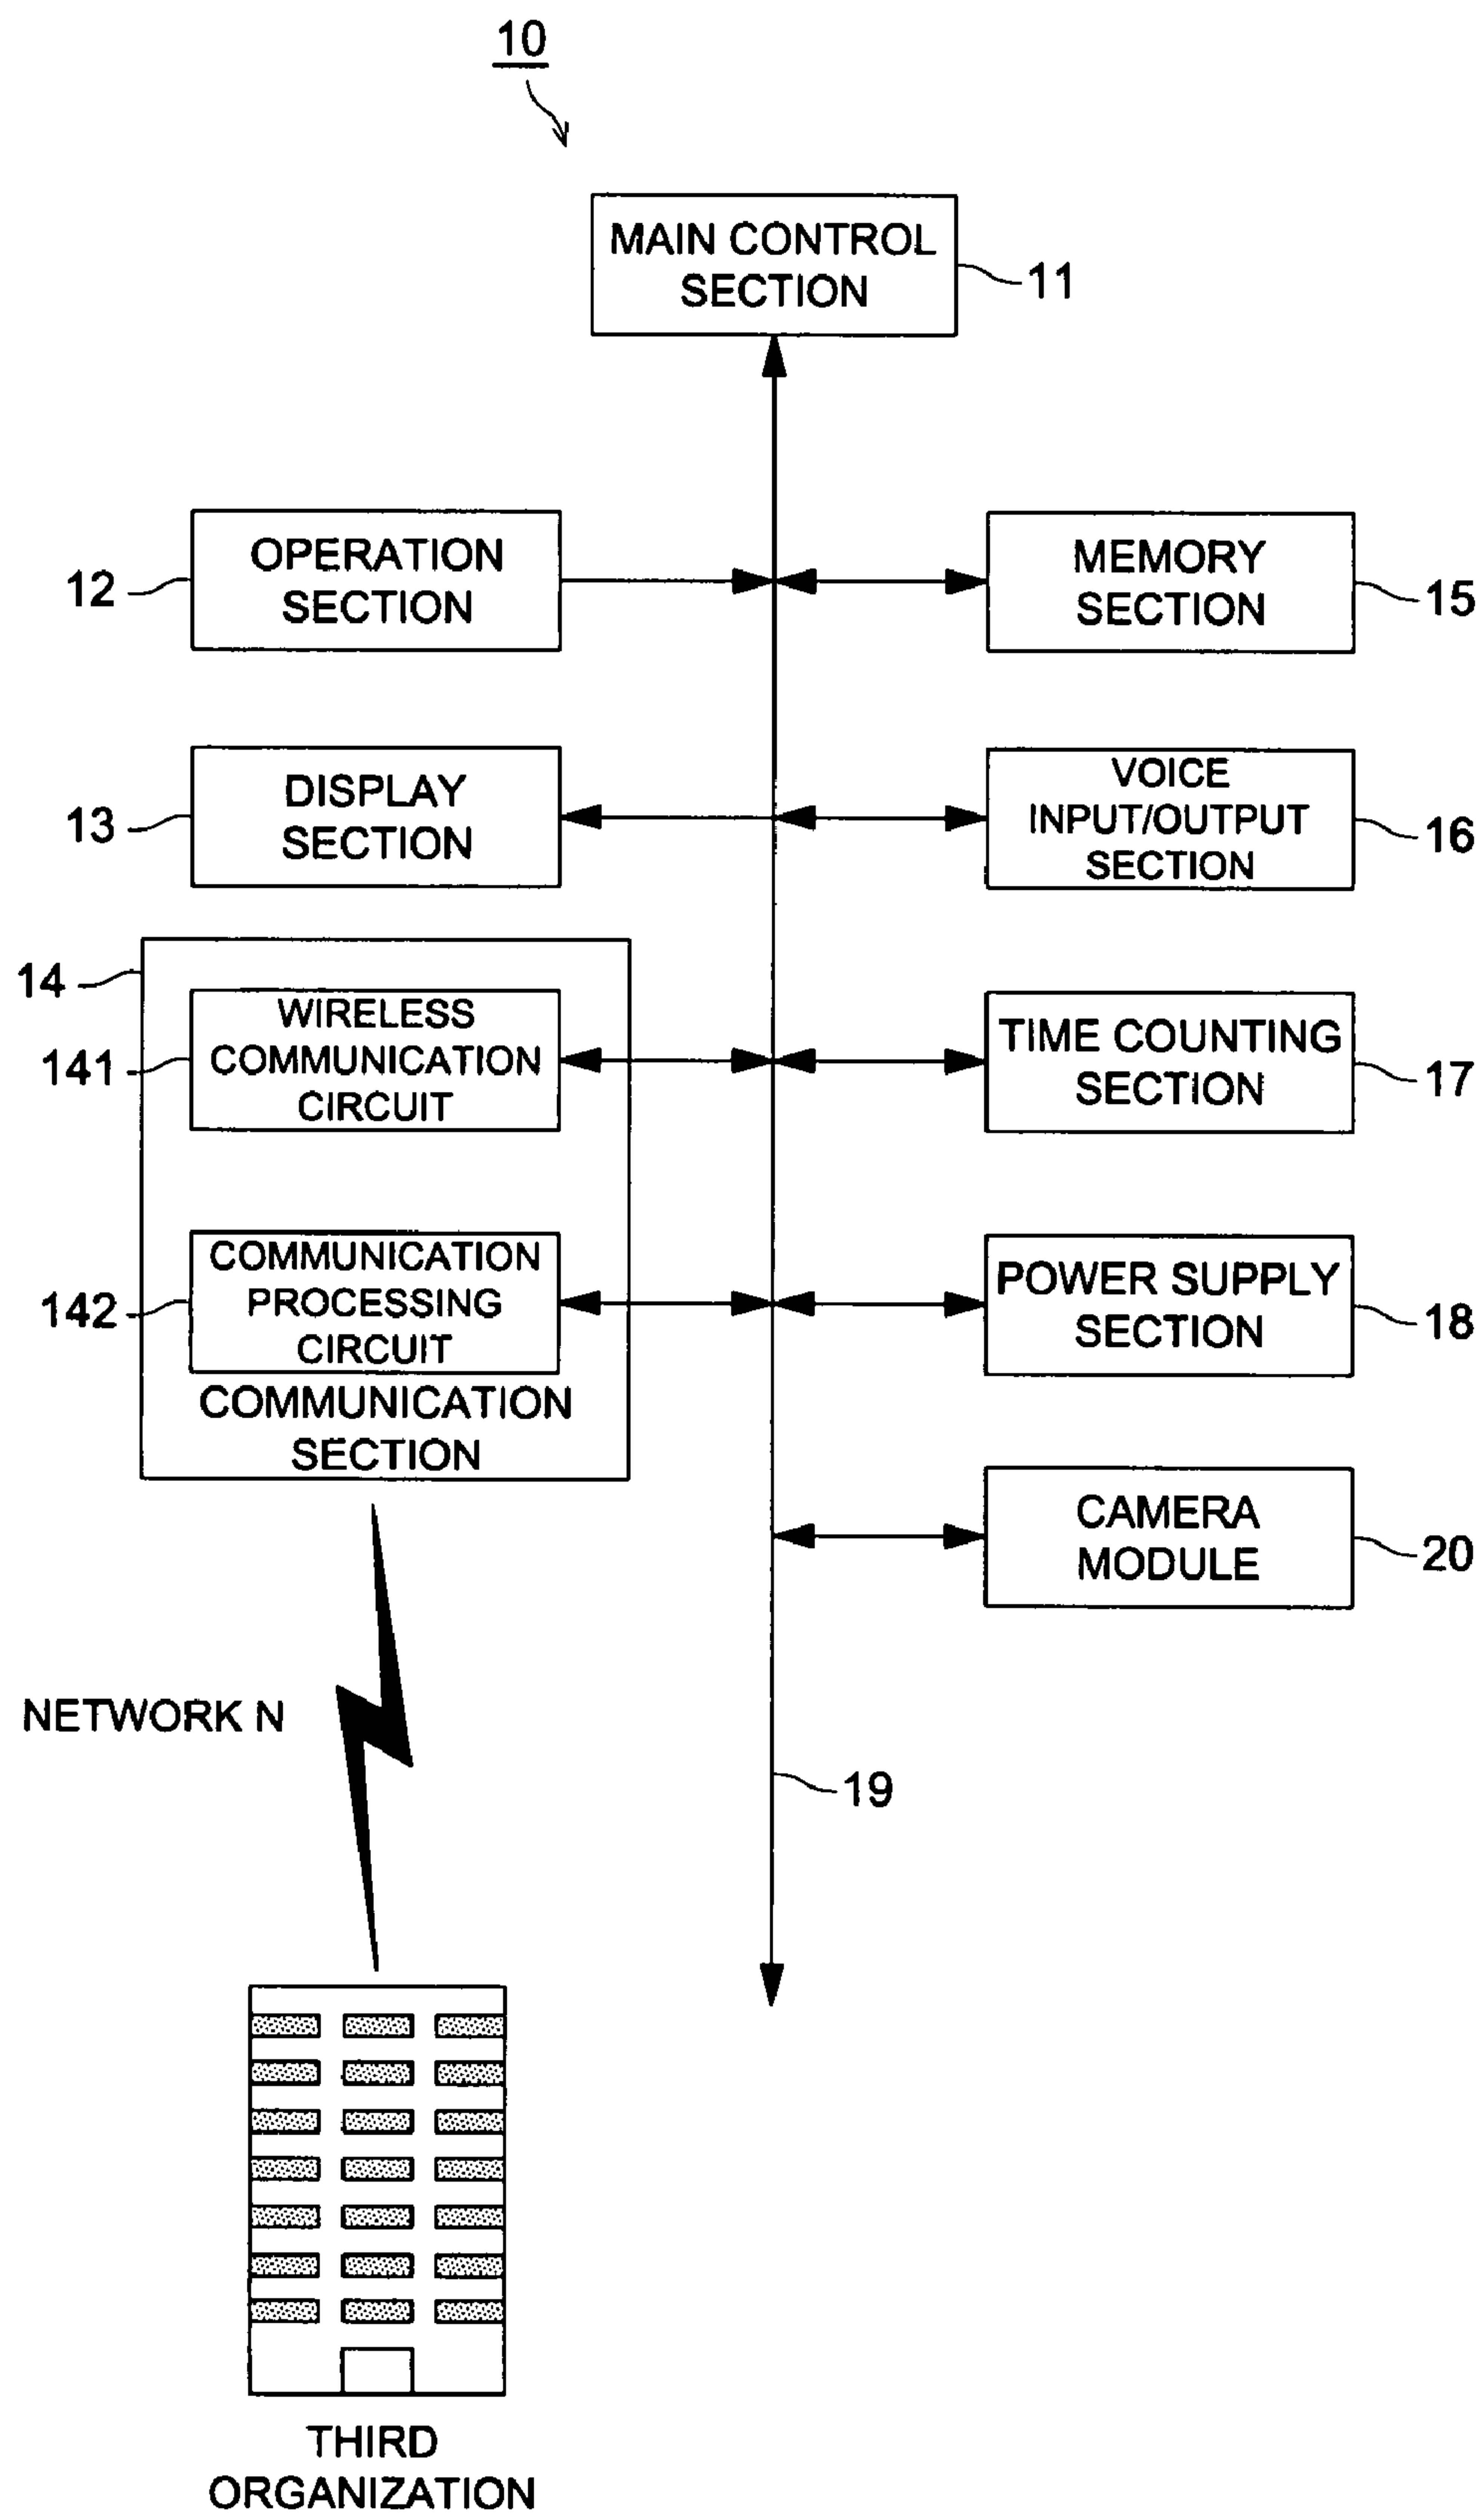 10
MAIN CONTROL
SECTION
11
OPERATION
SECTION
12
MEMORY
SECTION
15
DISPLAY
SECTION
13
VOICE
INPUT/OUTPUT
SECTION
16
14
WIRELESS
COMMUNICATION
CIRCUIT
141
TIME COUNTING
SECTION
17
COMMUNICATION
PROCESSING
CIRCUIT
142
COMMUNICATION
SECTION
POWER SUPPLY
SECTION
18
CAMERA
MODULE
20
NETWORK N
19
THIRD
ORGANIZATION